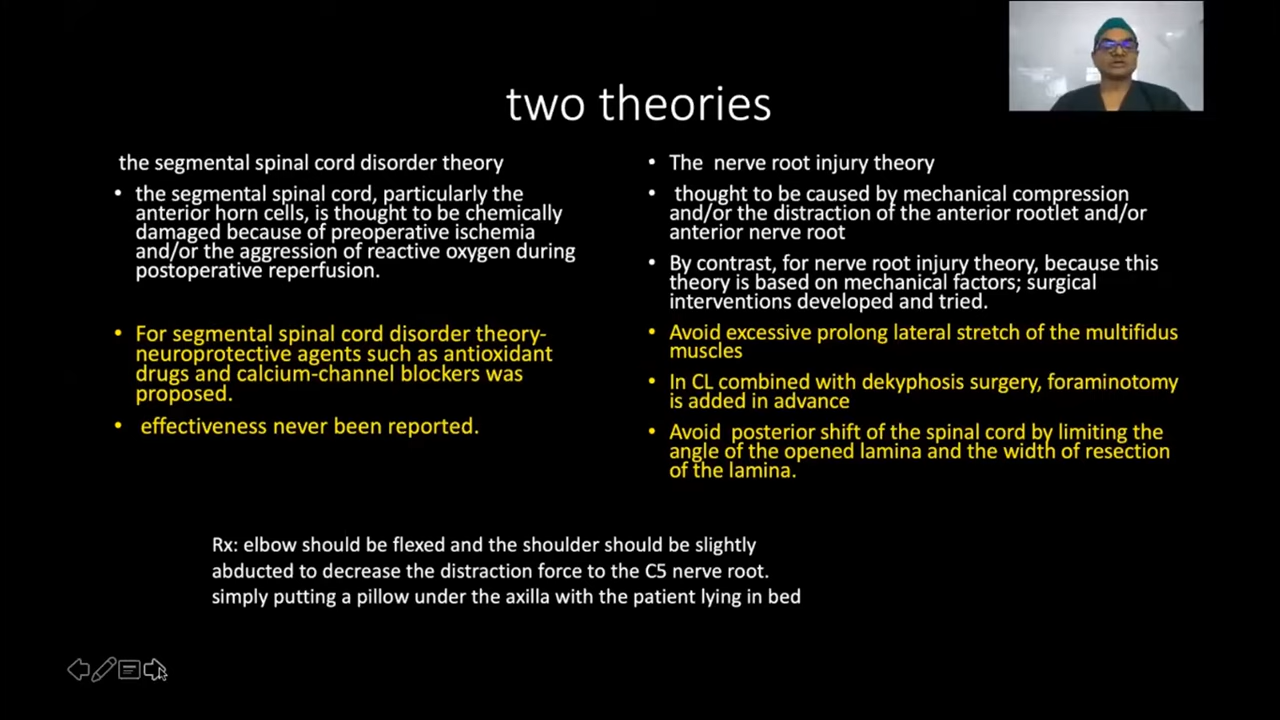 two theories
the segmental spinal cord disorder theory
• the segmental spinal cord, particularly the
anterior horn cells, is thought to be chemically
damaged because of preoperative ischemia
and/or the aggression of reactive oxygen during
postoperative reperfusion.
• For segmental spinal cord disorder theory-
neuroprotective agents such as antioxidant
drugs and calcium-channel blockers was
proposed.
• effectiveness never been reported.
• The nerve root injury theory
• thought to be caused by mechanical compression
and/or the distraction of the anterior rootlet and/or
anterior nerve root
• By contrast, for nerve root injury theory, because this
theory is based on mechanical factors; surgical
interventions developed and tried.
• Avoid excessive prolong lateral stretch of the multifidus
muscles
• In CL combined with dekyphosis surgery, foraminotomy
is added in advance
• Avoid posterior shift of the spinal cord by limiting the
angle of the opened lamina and the width of resection
of the lamina.
Rx: elbow should be flexed and the shoulder should be slightly
abducted to decrease the distraction force to the C5 nerve root.
simply putting a pillow under the axilla with the patient lying in bed